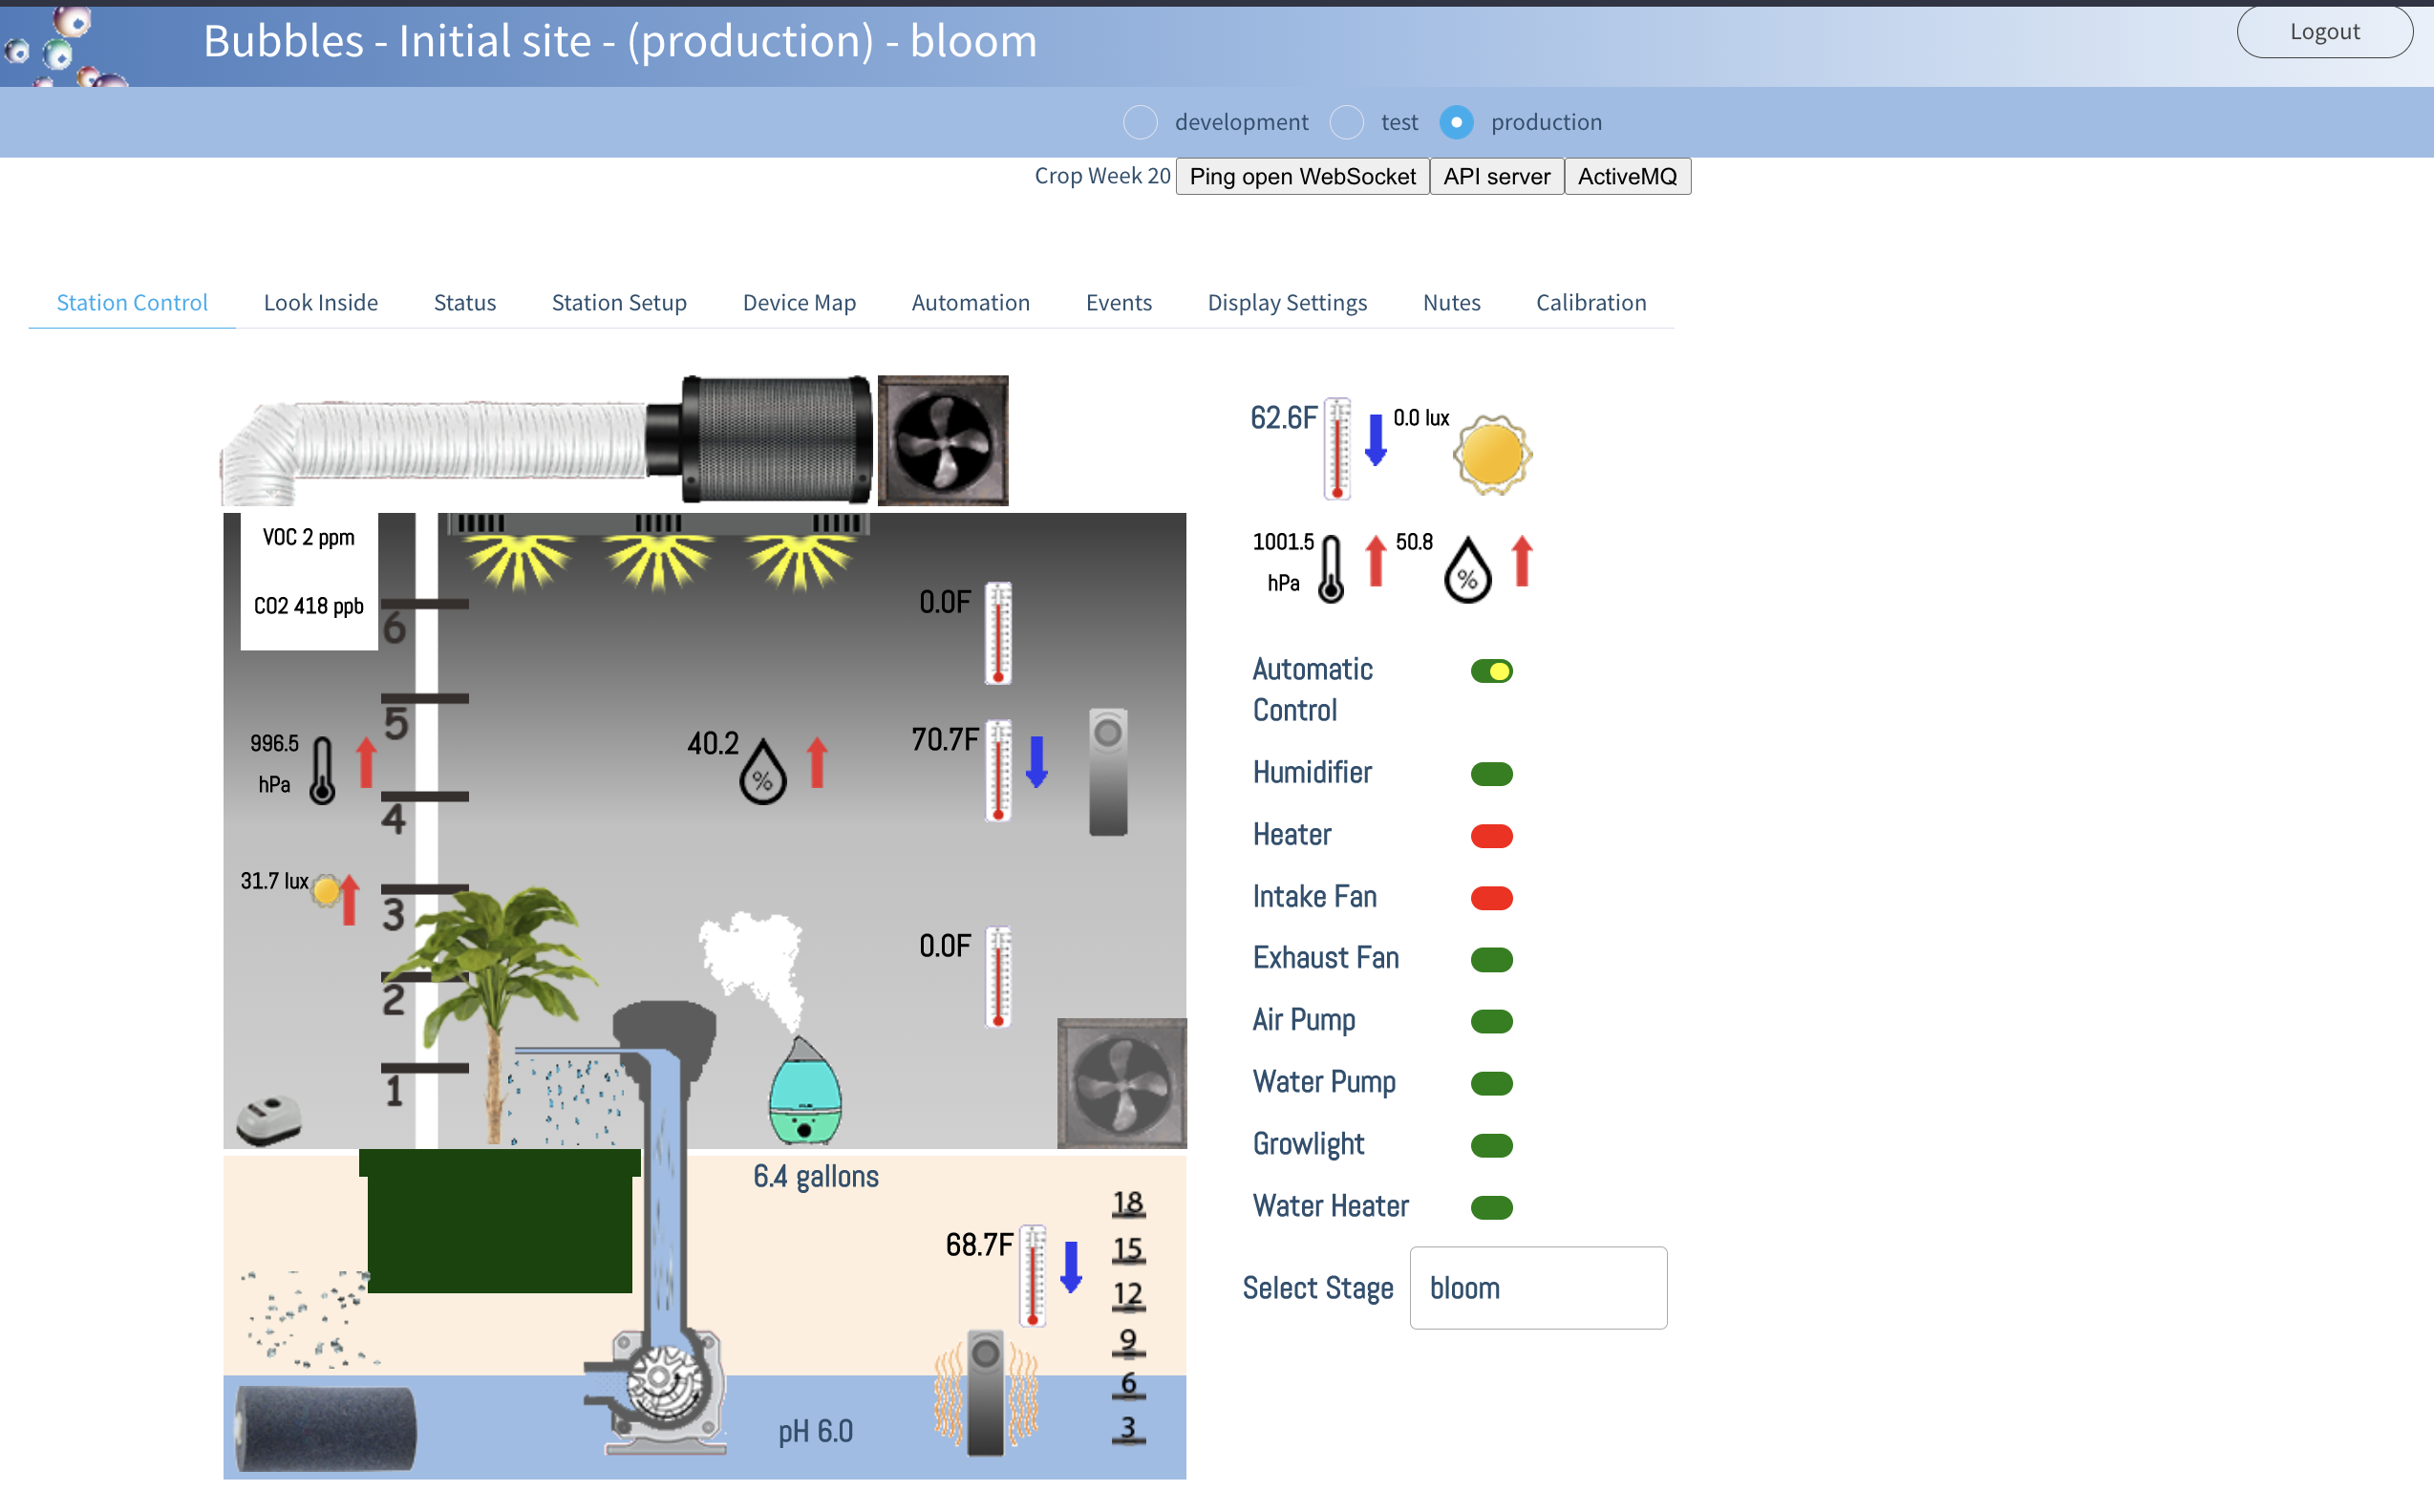 Bubbles - Initial site - (production) - bloom
Logout
development test production
Crop Week 20 Ping open WebSocket API server ActiveMQ
Station Control Look Inside Status Station Setup Device Map Automation Events Display Settings Nutes Calibration
62.6F 0.0 lux
VOC 2 ppm
1001.5 50.8
hPa %
CO2 418 ppb
0.0F
6
Automatic
Control
5
996.5 40.2 70.7F
hPa %
Humidifier
4
Heater
31.7 lux
Intake Fan
3
0.0F
Exhaust Fan
2
Air Pump
1
Water Pump
Growlight
6.4 gallons
18
Water Heater
68.7F
15
12
Select Stage bloom
9
6
pH 6.0
3